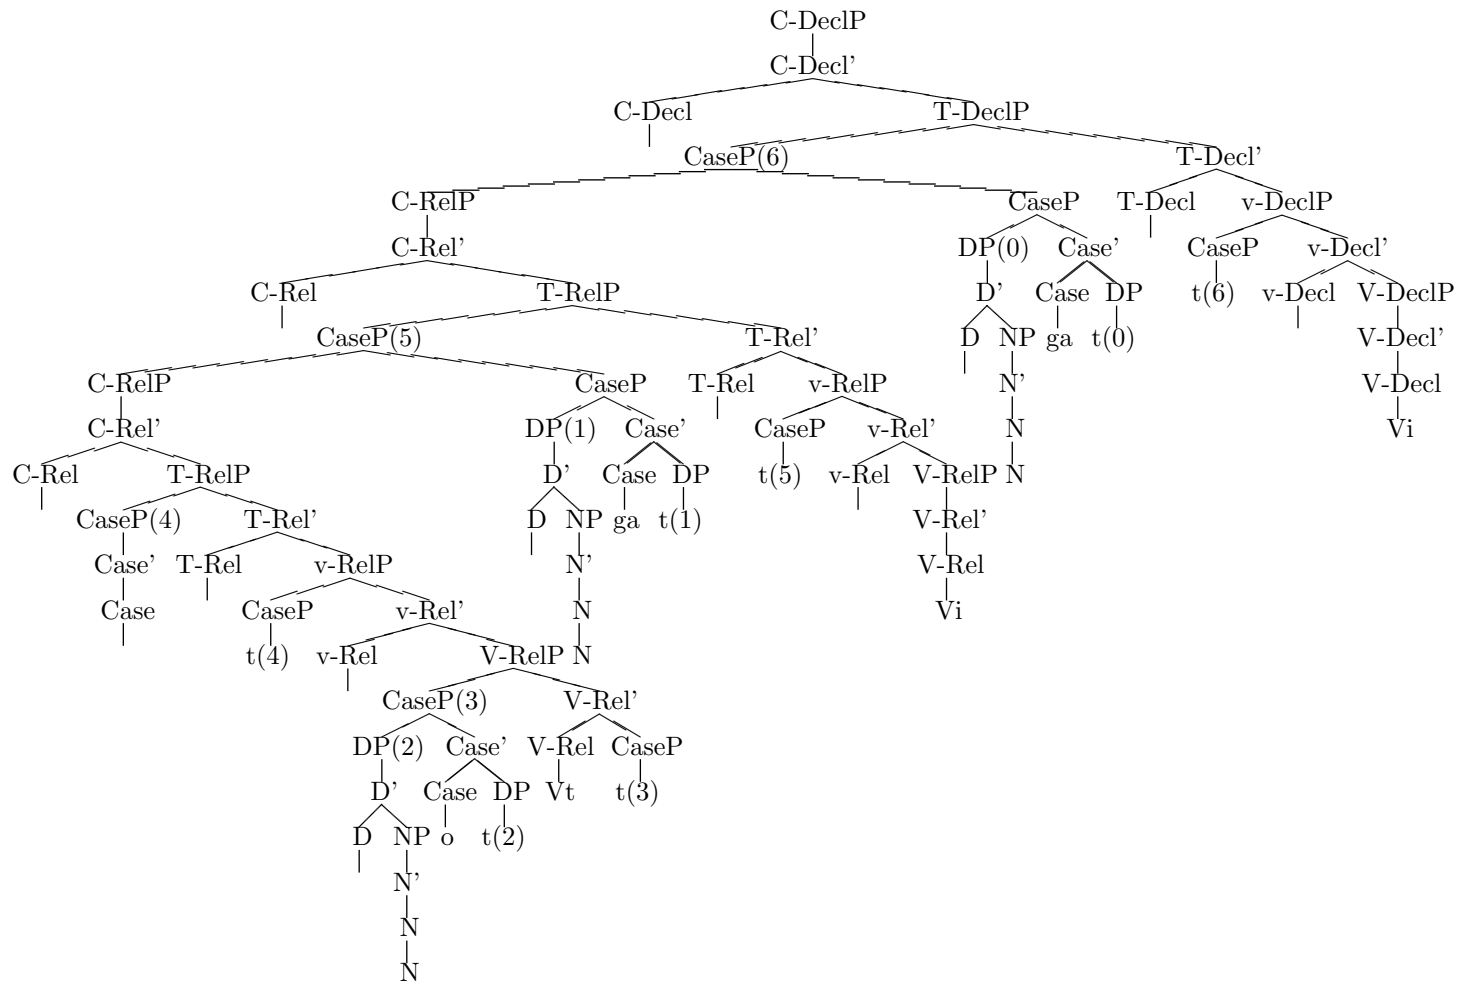 C-DeclP
C-Decl'
C-Decl T-DeclP
CaseP(6) T-Decl'
C-RelP CaseP T-Decl v-DeclP
C-Rel' DP(0) Case' CaseP v-Decl'
C-Rel T-RelP D' Case DP t(6) v-Decl V-DeclP
CaseP(5) T-Rel' D NP ga t(0) V-Decl'
C-RelP CaseP T-Rel v-RelP N' V-Decl
C-Rel' DP(1) Case' CaseP v-Rel' N Vi
C-Rel T-RelP D' Case DP t(5) v-Rel V-RelP N
CaseP(4) T-Rel' D NP ga t(1) V-Rel'
Case' T-Rel v-RelP N' V-Rel
Case CaseP v-Rel' N Vi
t(4) v-Rel V-RelP N
CaseP(3) V-Rel'
DP(2) Case' V-Rel CaseP
D' Case DP Vt t(3)
D NP o t(2)
N'
N
N